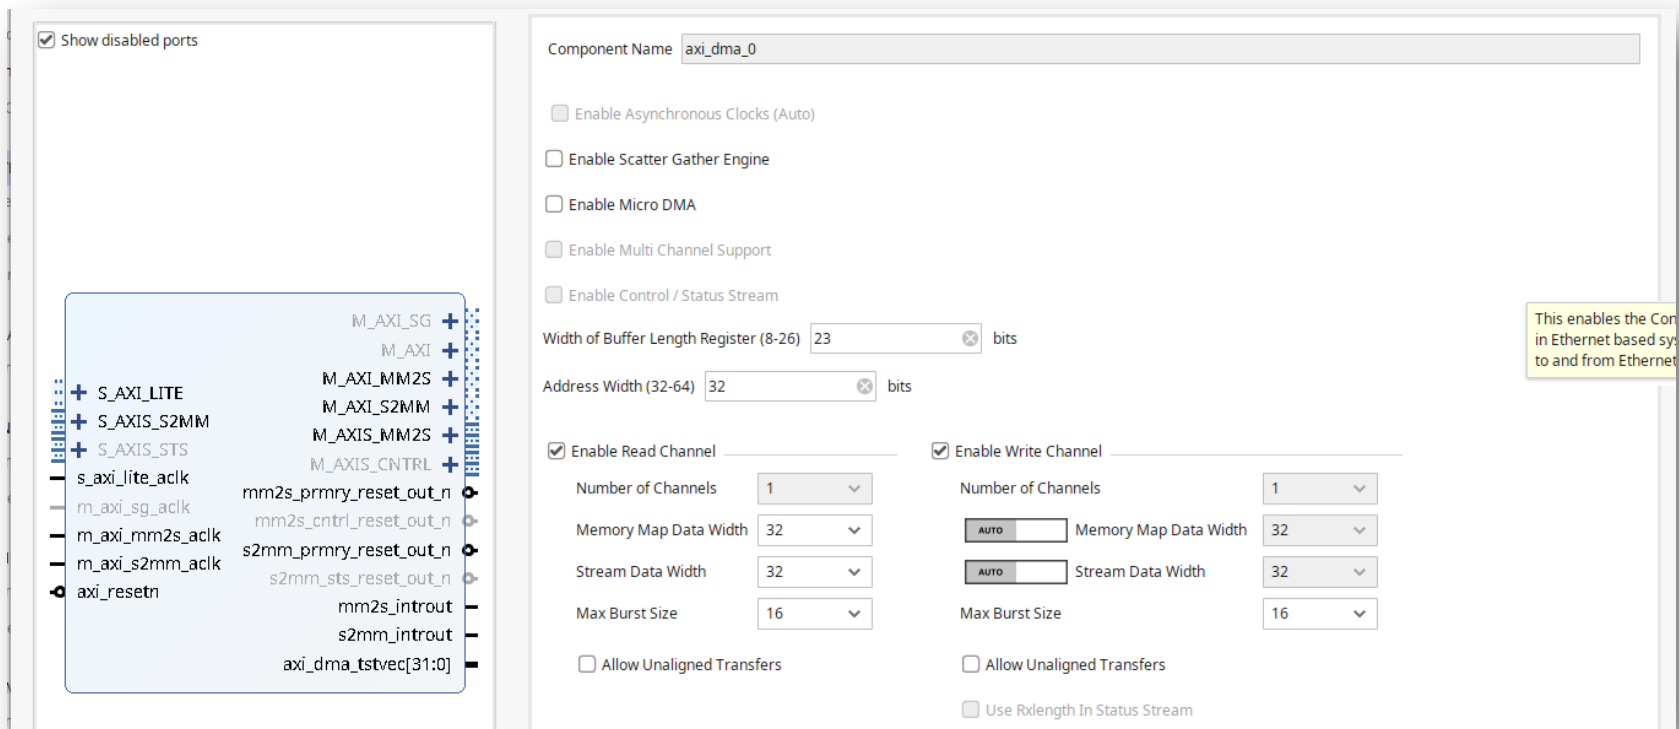 Show disabled ports
M_AXI_SG
M_AXI
M_AXI_MM2S
S_AXI_LITE
M_AXI_S2MM
S_AXIS_S2MM
M_AXIS_MM2S
S_AXIS_STS
M_AXIS_CNTRL
s_axi_lite_aclk
mm2s_prmry_reset_out_n
m_axi_sg_aclk
mm2s_cntrl_reset_out_n
m_axi_mm2s_aclk
s2mm_prmry_reset_out_n
m_axi_s2mm_aclk
s2mm_sts_reset_out_n
axi_resetn
mm2s_introut
s2mm_introut
axi_dma_tstvec[31:0]
Component Name axi_dma_0
Enable Asynchronous Clocks (Auto)
Enable Scatter Gather Engine
Enable Micro DMA
Enable Multi Channel Support
Enable Control / Status Stream
Width of Buffer Length Register (8-26) 23 bits
Address Width (32-64) 32 bits
Enable Read Channel
Number of Channels 1
Memory Map Data Width 32
Stream Data Width 32
Max Burst Size 16
Allow Unaligned Transfers
Enable Write Channel
Number of Channels 1
AUTO Memory Map Data Width 32
AUTO Stream Data Width 32
Max Burst Size 16
Allow Unaligned Transfers
Use Rxlength In Status Stream
This enables the Con
in Ethernet based sys
to and from Ethernet